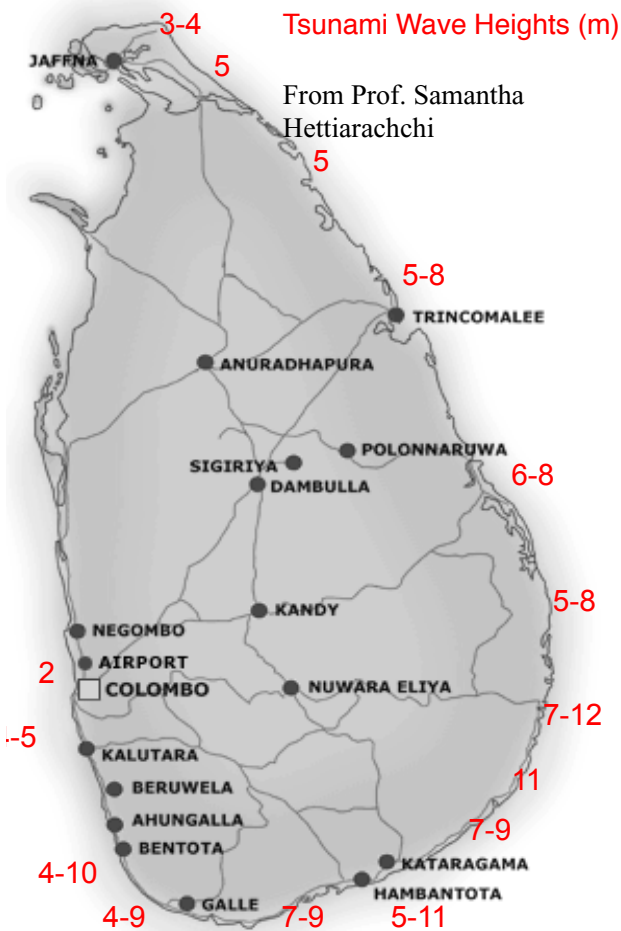 3-4
Tsunami Wave Heights (m)
JAFFNA
5
From Prof. Samantha
Hettiarachchi
5
5-8
TRINCOMALEE
ANURADHAPURA
POLONNARUWA
SIGIRIYA
6-8
DAMBULLA
5-8
KANDY
NEGOMBO
AIRPORT
2
COLOMBO
NUWARA ELIYA
7-12
-5
KALUTARA
11
BERUWELA
AHUNGALLA
7-9
BENTOTA
KATARAGAMA
4-10
HAMBANTOTA
GALLE
4-9
7-9
5-11